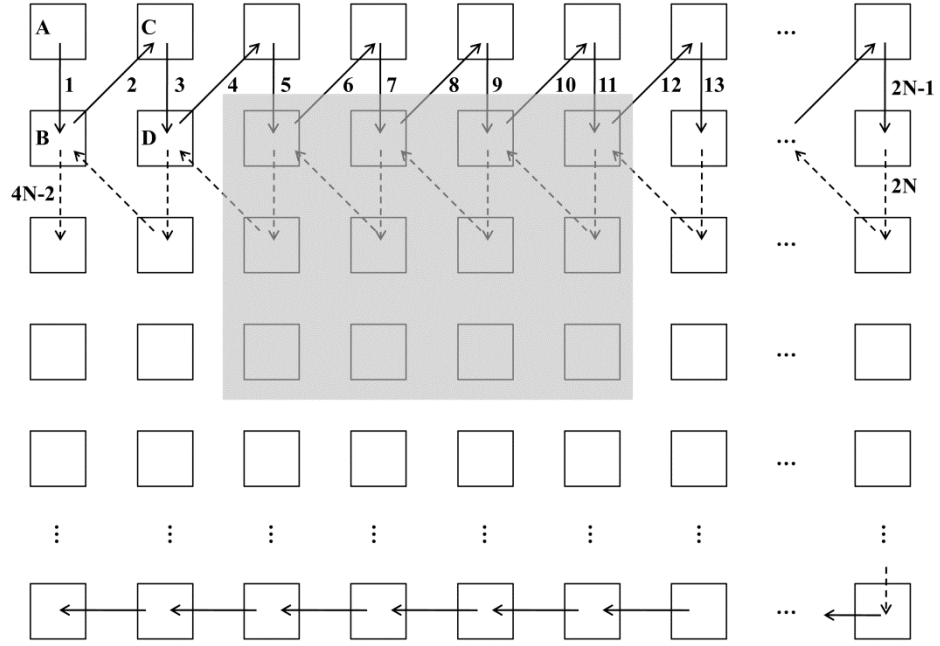 A C ...
1 2 3 4 5 6 7 8 9 10 11 12 13 2N-1
B D ...
4N-2 2N
...
...
...
⋮ ⋮ ⋮ ⋮ ⋮ ⋮ ⋮ ⋮
...